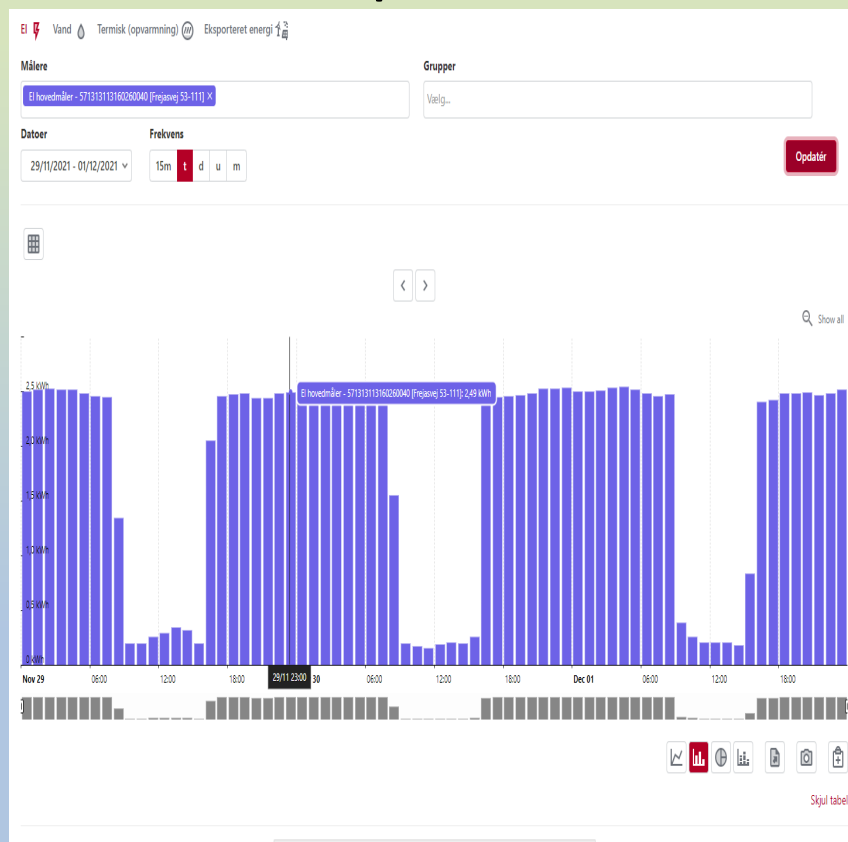 El Vand Termisk (opvarmning) Eksporteret energi
Målere Grupper
El hovedmåler - 571313113160260040 [Frejasvej 53-111] × Vælg...
Datoer Frekvens
29/11/2021 - 01/12/2021 15m t d u m Opdatér
Show all
2,5 kWh
El hovedmåler - 571313113160260040 [Frejasvej 53-111]: 2,49 kWh
2,0 kWh
1,5 kWh
1,0 kWh
0,5 kWh
0 kWh
Nov 29 06:00 12:00 18:00 29/11 23:00 30 06:00 12:00 18:00 Dec 01 06:00 12:00 18:00
Skjul tabel